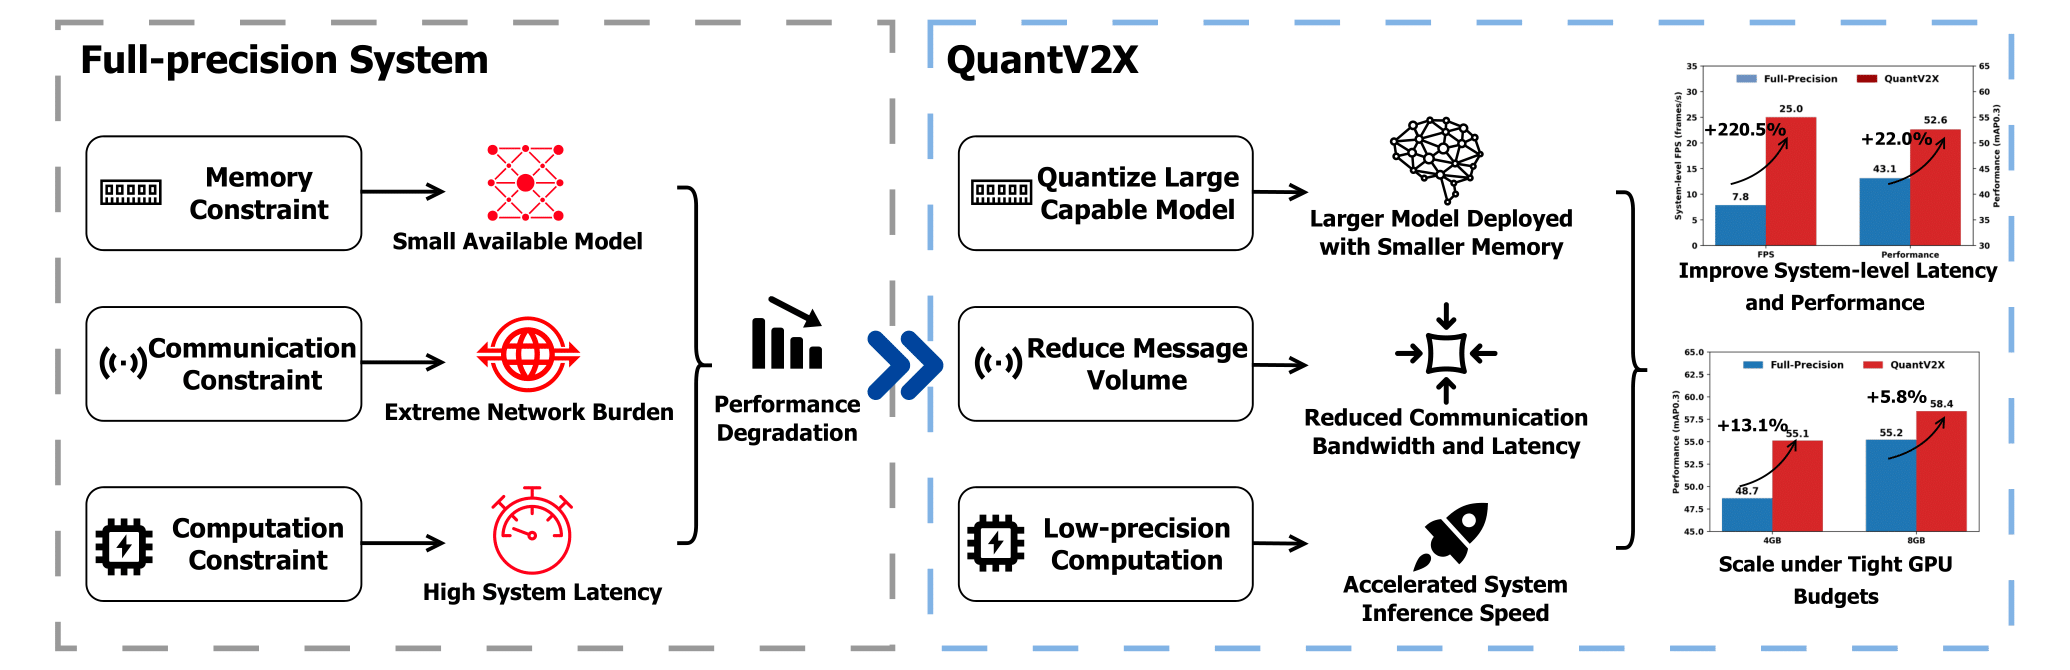 Full-precision System
Memory
Constraint
Small Available Model
Communication
Constraint
Extreme Network Burden
Computation
Constraint
High System Latency
Performance
Degradation
QuantV2X
Quantize Large
Capable Model
Larger Model Deployed
with Smaller Memory
Reduce Message
Volume
Reduced Communication
Bandwidth and Latency
Low-precision
Computation
Accelerated System
Inference Speed
Full-Precision QuantV2X
System-level FPS (frames/s)
35
30
25
20
15
10
5
0
+220.5%
7.8
25.0
+22.0%
43.1
52.6
65
60
55
50
45
40
35
30
Performance (mAP0.3)
FPS Performance
Improve System-level Latency
and Performance
Full-Precision QuantV2X
Performance (mAP0.3)
65.0
62.5
60.0
57.5
55.0
52.5
50.0
47.5
45.0
+13.1%
48.7
55.1
+5.8%
55.2
58.4
4GB 8GB
Scale under Tight GPU
Budgets